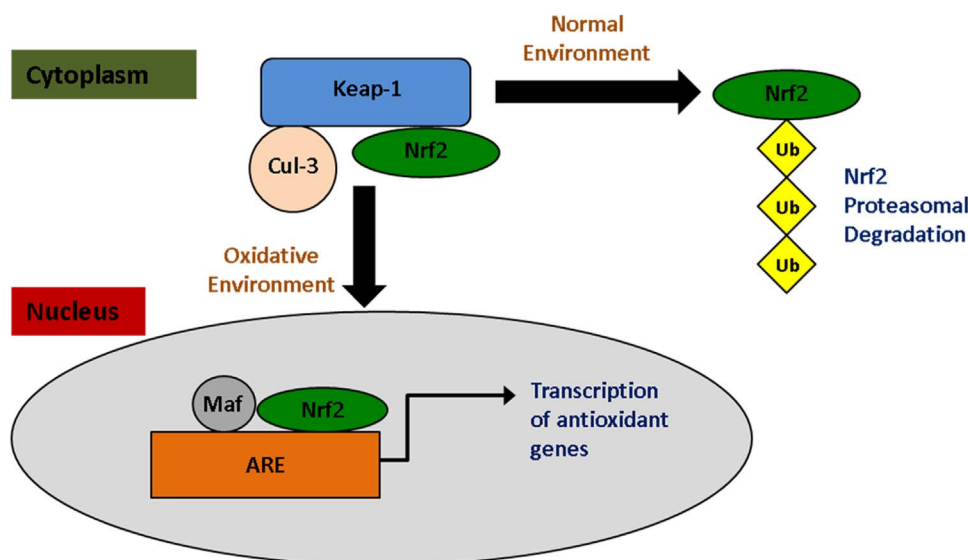 Normal
Environment
Cytoplasm
Keap-1
Nrf2
Cul-3
Nrf2
Ub
Ub
Ub
Nrf2
Proteasomal
Degradation
Oxidative
Environment
Nucleus
Maf
Nrf2
ARE
Transcription
of antioxidant
genes